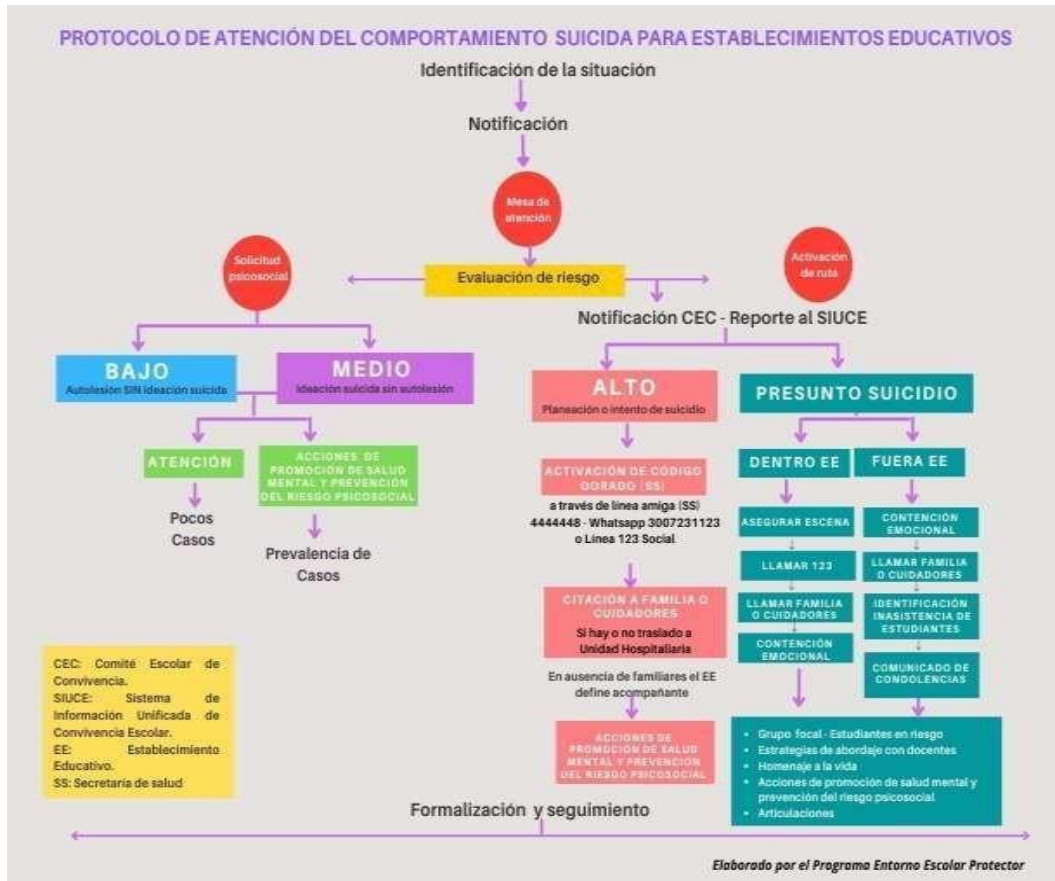 PROTOCOLO DE ATENCIÓN DEL COMPORTAMIENTO SUICIDA PARA ESTABLECIMIENTOS EDUCATIVOS
Identificación de la situación
Notificación
Mesa de
atención
Solicitud
psicosocial
Evaluación de riesgo
Activación
de ruta
Notificación CEC - Reporte al SIUCE
BAJO
Autolesión SIN ideación suicida
MEDIO
Ideación suicida sin autolesión
ALTO
Planeación o intento de suicidio
PRESUNTO SUICIDIO
ATENCIÓN
ACCIONES DE
PROMOCIÓN DE SALUD
MENTAL Y PREVENCIÓN
DEL RIESGO PSICOSOCIAL
Pocos
Casos
Prevalencia de
Casos
ACTIVACIÓN DE CÓDIGO
DORADO (SS)
a través de línea amiga (SS)
4444448 - Whatsapp 3007231123
o Línea 123 Social
CITACIÓN A FAMILIA O
CUIDADORES
Si hay o no traslado a
Unidad Hospitaliaria
En ausencia de familiares el EE
define acompañante
ACCIONES DE
PROMOCIÓN DE SALUD
MENTAL Y PREVENCIÓN
DEL RIESGO PSICOSOCIAL
DENTRO EE
ASEGURAR ESCENA
LLAMAR 123
LLAMAR FAMILIA
O CUIDADORES
CONTENCIÓN
EMOCIONAL
FUERA EE
CONTENCIÓN
EMOCIONAL
LLAMAR FAMILIA
O CUIDADORES
IDENTIFICACIÓN
INASISTENCIA DE
ESTUDIANTES
COMUNICADO DE
CONDOLENCIAS
• Grupo focal - Estudiantes en riesgo
• Estrategias de abordaje con docentes
• Homenaje a la vida
• Acciones de promoción de salud mental y
prevención del riesgo psicosocial
• Articulaciones
CEC: Comité Escolar de
Convivencia.
SIUCE: Sistema de
Información Unificada de
Convivencia Escolar.
EE: Establecimiento
Educativo.
SS: Secretaría de salud
Formalización y seguimiento
Elaborado por el Programa Entorno Escolar Protector